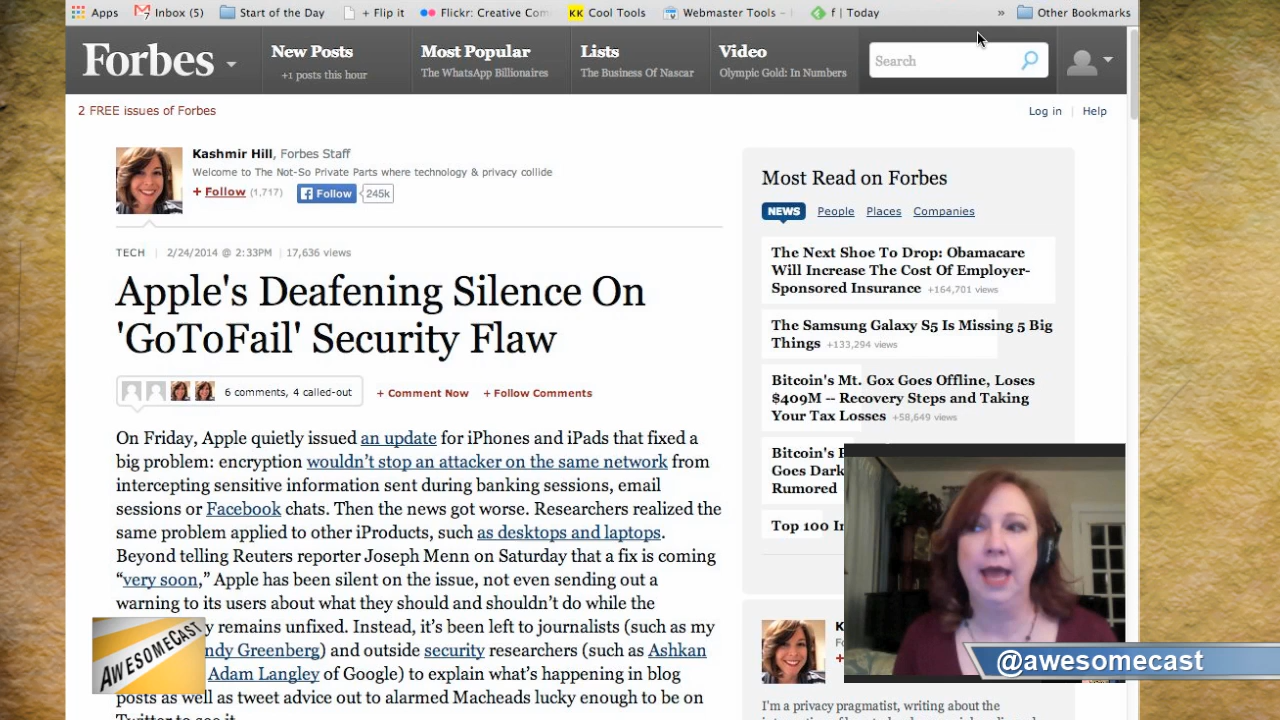 Apps Inbox (5) Start of the Day + Flip it Flickr: Creative Com KK Cool Tools Webmaster Tools - f | Today » Other Bookmarks
Forbes
New Posts
+1 posts this hour
Most Popular
The WhatsApp Billionaires
Lists
The Business Of Nascar
Video
Olympic Gold: In Numbers
Search
2 FREE issues of Forbes
Log in | Help
Kashmir Hill, Forbes Staff
Welcome to The Not-So Private Parts where technology & privacy collide
+ Follow (1,717) Follow 245k
TECH | 2/24/2014 @ 2:33PM | 17,636 views
Apple's Deafening Silence On
'GoToFail' Security Flaw
6 comments, 4 called-out + Comment Now + Follow Comments
On Friday, Apple quietly issued an update for iPhones and iPads that fixed a
big problem: encryption wouldn't stop an attacker on the same network from
intercepting sensitive information sent during banking sessions, email
sessions or Facebook chats. Then the news got worse. Researchers realized the
same problem applied to other iProducts, such as desktops and laptops.
Beyond telling Reuters reporter Joseph Menn on Saturday that a fix is coming
“very soon,” Apple has been silent on the issue, not even sending out a
warning to its users about what they should and shouldn't do while the
y remains unfixed. Instead, it's been left to journalists (such as my
ndy Greenberg) and outside security researchers (such as Ashkan
Adam Langley of Google) to explain what's happening in blog
posts as well as tweet advice out to alarmed Macheads lucky enough to be on
Twitter to see it.
Most Read on Forbes
NEWS People Places Companies
The Next Shoe To Drop: Obamacare
Will Increase The Cost Of Employer-
Sponsored Insurance +164,701 views
The Samsung Galaxy S5 Is Missing 5 Big
Things +133,294 views
Bitcoin's Mt. Gox Goes Offline, Loses
$409M -- Recovery Steps and Taking
Your Tax Losses +58,649 views
Bitcoin's
Goes Dark
Rumored
Top 100
I'm a privacy pragmatist, writing about the
AWESOMECAST
@awesomecast